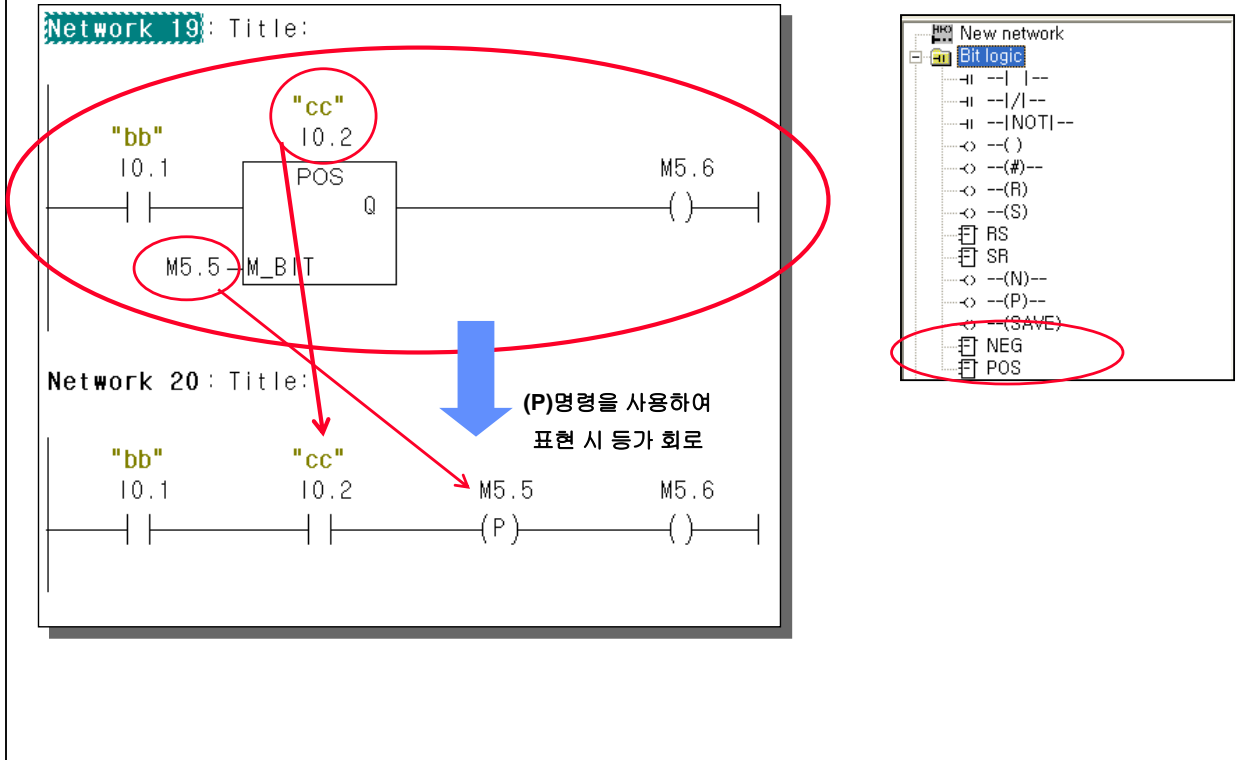 Network 19: Title:
"cc"
"bb" I0.2
I0.1 POS M5.6
Q
( )
M5.5 M_BIT
Network 20: Title:
(P)명령을 사용하여
표현 시 등가 회로
"bb" "cc"
I0.1 I0.2 M5.5 M5.6
(P) ( )
New network
Bit logic
--| |--
--|/|--
--|NOT|--
--( )
--(#)--
--(R)
--(S)
RS
SR
--(N)--
--(P)--
--(SAVE)
NEG
POS